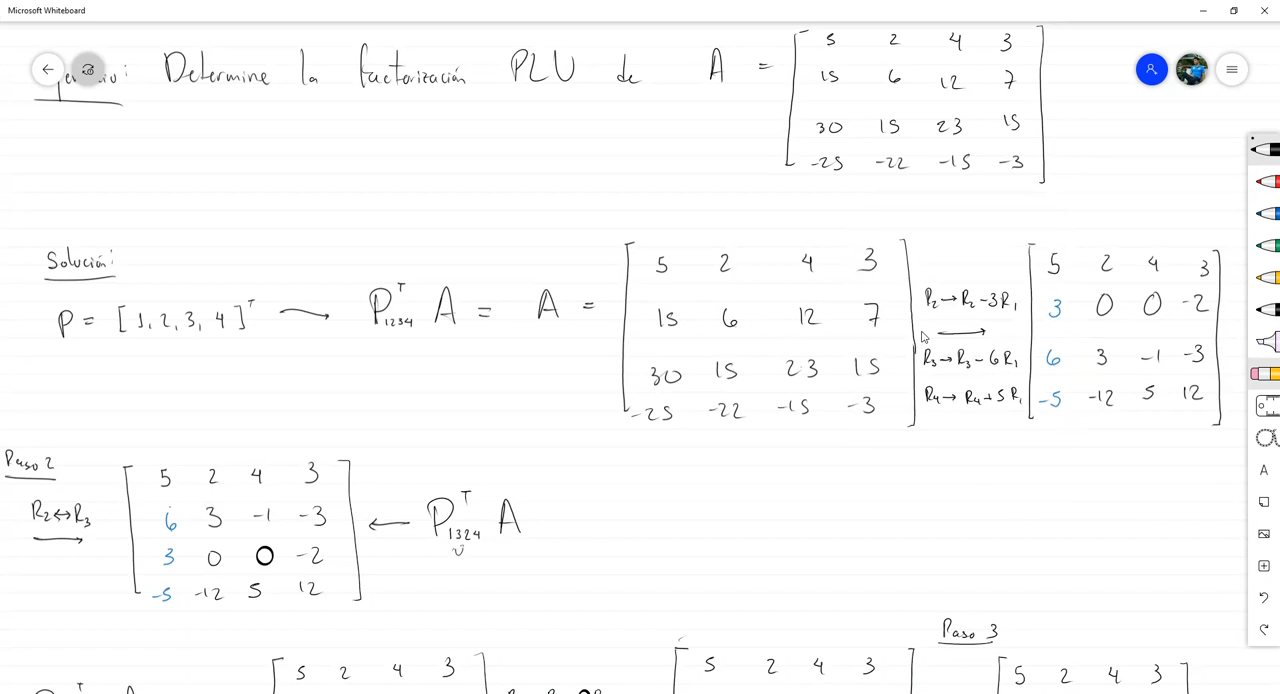 Microsoft Whiteboard
Determine la factorización PLU de A =
5 2 4 3
15 6 12 7
30 15 23 15
-25 -22 -15 -3
Solución:
P = [1, 2, 3, 4]ᵀ → Pᵀ₁₂₃₄ A = A =
5 2 4 3
15 6 12 7
30 15 23 15
-25 -22 -15 -3
R₂→R₂-3R₁
R₃→R₃-6R₁
R₄→R₄+5R₁
5 2 4 3
3 0 0 -2
6 3 -1 -3
-5 -12 5 12
Paso 2
R₂↔R₃
5 2 4 3
6 3 -1 -3
3 0 0 -2
-5 -12 5 12
← Pᵀ₁₃₂₄ A
Paso 3
5 2 4 3
5 2 4 3
5 2 4 3
A